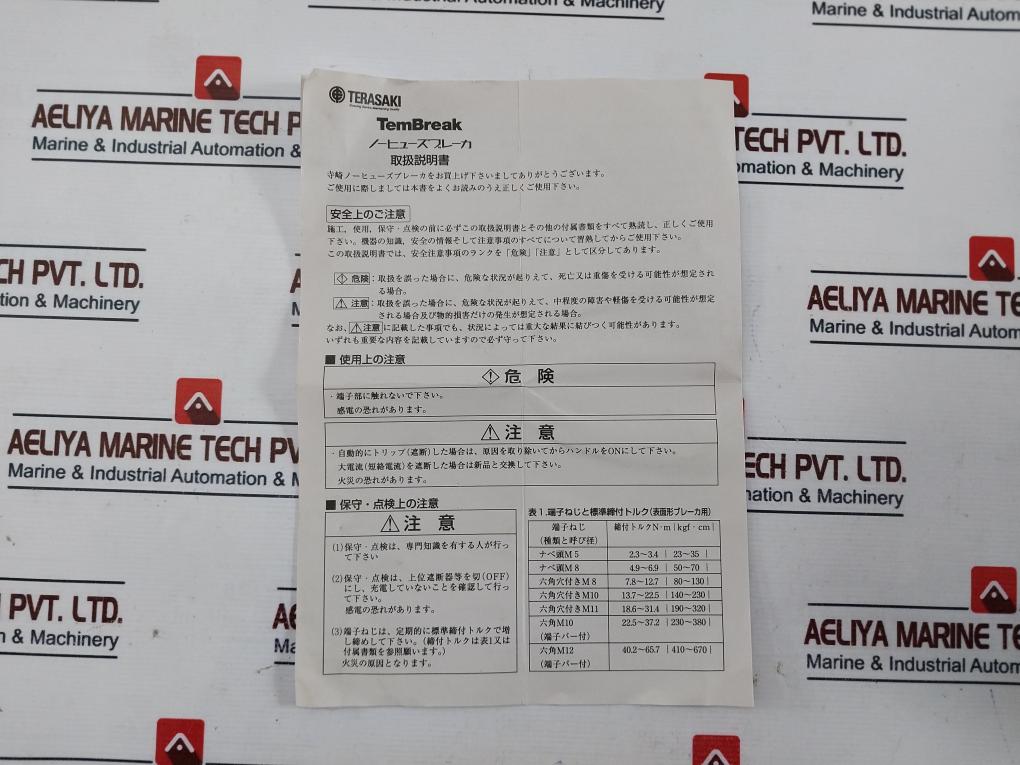 Marine & Industrial Automation & Machinery
Marine & Industrial Autom
AELIYA MARINE TECH P
Marine & Industrial Automation &
TECH PVT. LTD.
omation & Machinery
CH PVT. LTD.
ation & Machinery
AELIYA MARIN
Marine & Industrial Autom
AELIYA MARINE TECH PV
Marine & Industrial Automation &
ECH PVT. LTD.
ation & Machinery
PVT. LTD.
& Machinery
AELIYA MARIN
Marine & Industrial Autom
TERASAKI
TemBreak
ノーヒューズブレーカ
取扱説明書
寺崎ノーヒューズブレーカをお買上げ下さいましてありがとうございます。
ご使用に際しましては本書をよくお読みのうえ正しくご使用下さい。
安全上のご注意
施工, 使用, 保守・点検の前に必ずこの取扱説明書とその他の付属書類をすべて熟読し、正しくご使用
下さい。機器の知識, 安全の情報そして注意事項のすべてについて習熟してからご使用下さい。
この取扱説明書では、安全注意事項のランクを「危険」「注意」として区分してあります。
危険:取扱を誤った場合に、危険な状況が起りえて、死亡又は重傷を受ける可能性が想定され
る場合。
注意:取扱を誤った場合に、危険な状況が起りえて、中程度の障害や軽傷を受ける可能性が想定
される場合及び物的損害だけの発生が想定される場合。
なお、注意に記載した事項でも、状況によっては重大な結果に結びつく可能性があります。
いずれも重要な内容を記載していますので必ず守って下さい。
■ 使用上の注意
危 険
・端子部に触れないで下さい。
感電の恐れがあります。
注 意
・自動的にトリップ(遮断)した場合は、原因を取り除いてからハンドルをONにして下さい。
大電流(短絡電流)を遮断した場合は新品と交換して下さい。
火災の恐れがあります。
■ 保守・点検上の注意
注 意
(1)保守・点検は、専門知識を有する人が行っ
て下さい
(2)保守・点検は、上位遮断器等を切(OFF)
にし、充電していないことを確認して行っ
て下さい。
感電の恐れがあります。
(3)端子ねじは、定期的に標準締付トルクで増
し締めして下さい。(締付トルクは表1又は
付属書類を参照願います。)
火災の原因となります。
表1.端子ねじと標準締付トルク(表面形ブレーカ用)
端子ねじ
(種類と呼び径) 締付トルクN・m|kgf・cm|
ナベ頭M 5 2.3〜3.4 | 23〜35 |
ナベ頭M 8 4.9〜6.9 | 50〜70 |
六角穴付きM 8 7.8〜12.7 | 80〜130|
六角穴付きM10 13.7〜22.5 |140〜230|
六角穴付きM11 18.6〜31.4 |190〜320|
六角M10 22.5〜37.2 |230〜380|
(端子バー付)
六角M12 40.2〜65.7 |410〜670|
(端子バー付)